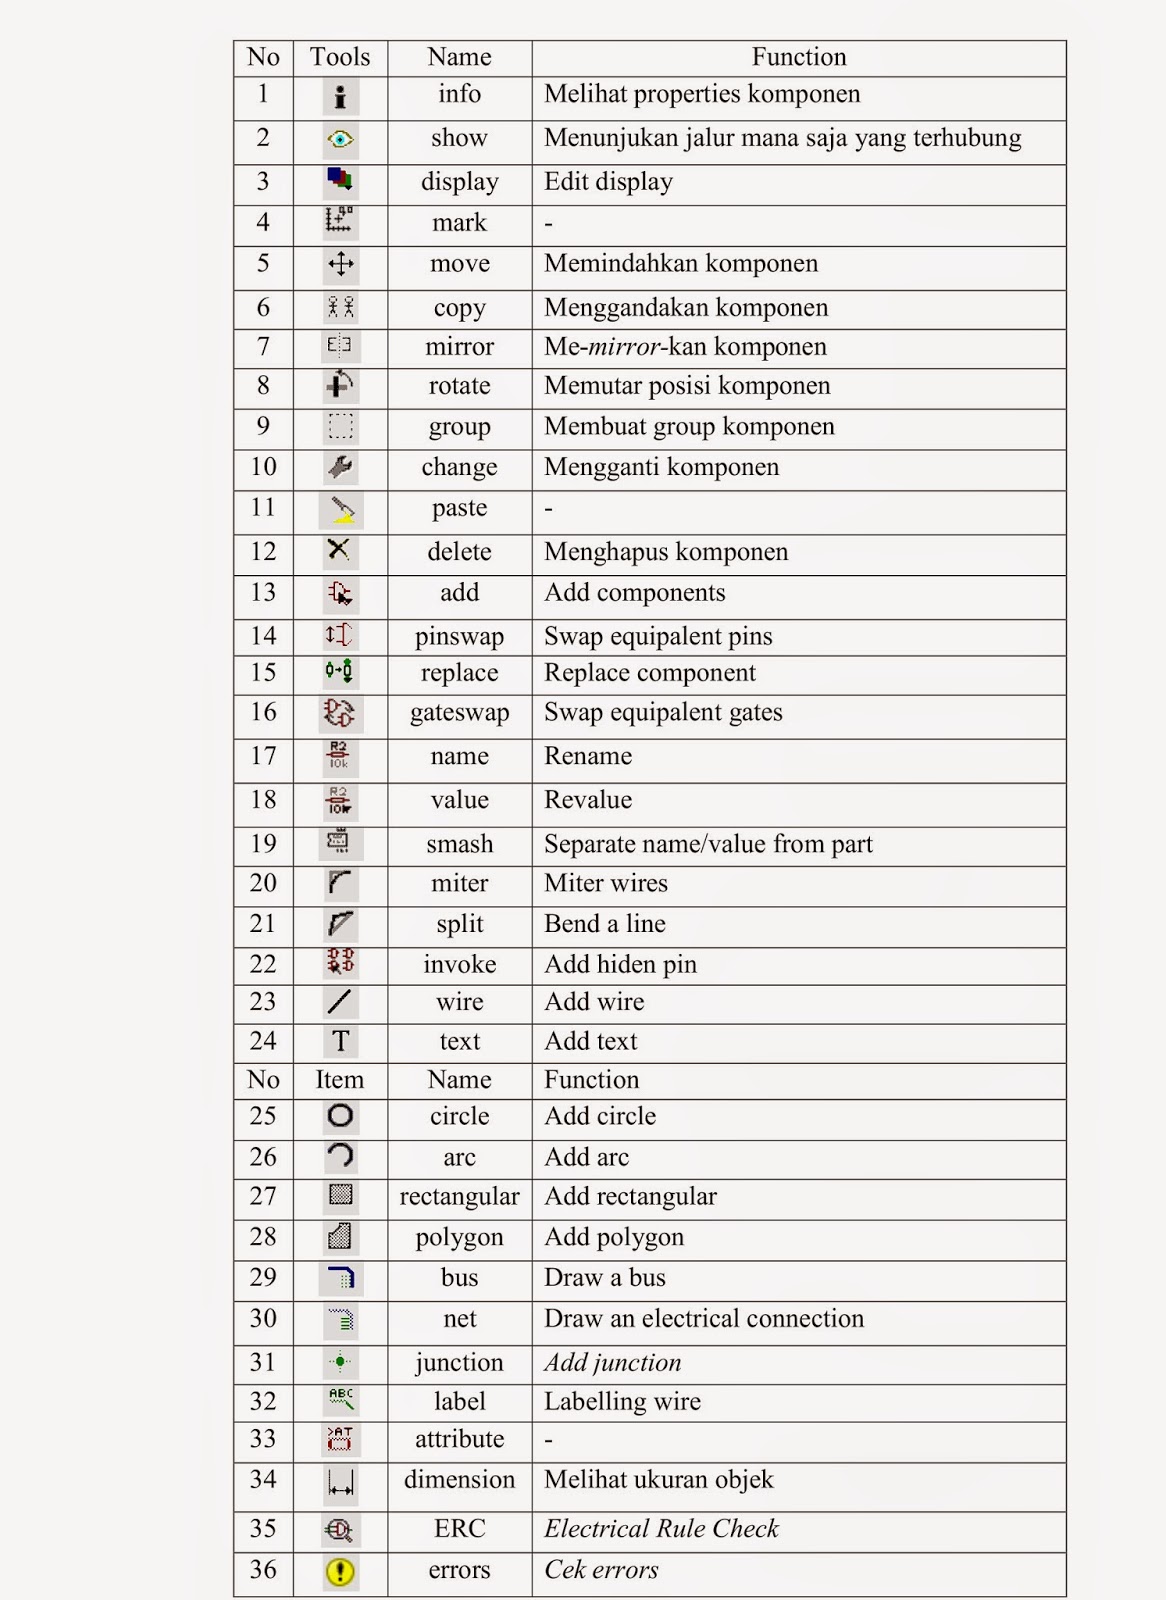 No Tools Name Function
1 info Melihat properties komponen
2 show Menunjukan jalur mana saja yang terhubung
3 display Edit display
4 mark -
5 move Memindahkan komponen
6 copy Menggandakan komponen
7 mirror Me-mirror-kan komponen
8 rotate Memutar posisi komponen
9 group Membuat group komponen
10 change Mengganti komponen
11 paste -
12 delete Menghapus komponen
13 add Add components
14 pinswap Swap equipalent pins
15 replace Replace component
16 gateswap Swap equipalent gates
17 R2 10k name Rename
18 R2 10k value Revalue
19 smash Separate name/value from part
20 miter Miter wires
21 split Bend a line
22 invoke Add hiden pin
23 wire Add wire
24 T text Add text
No Item Name Function
25 circle Add circle
26 arc Add arc
27 rectangular Add rectangular
28 polygon Add polygon
29 bus Draw a bus
30 net Draw an electrical connection
31 junction Add junction
32 ABC label Labelling wire
33 >AT attribute -
34 dimension Melihat ukuran objek
35 ERC Electrical Rule Check
36 errors Cek errors